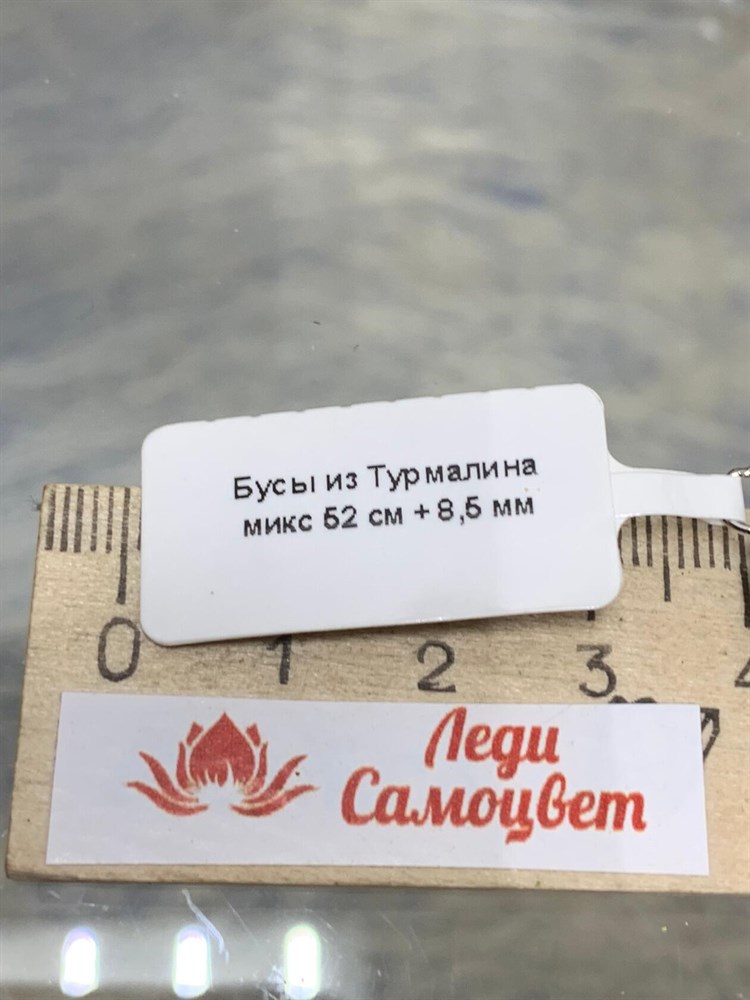 Бусы из Турмалина
микс 52 см + 8,5 мм
0 1 2 3 4
Леди
Самоцвет